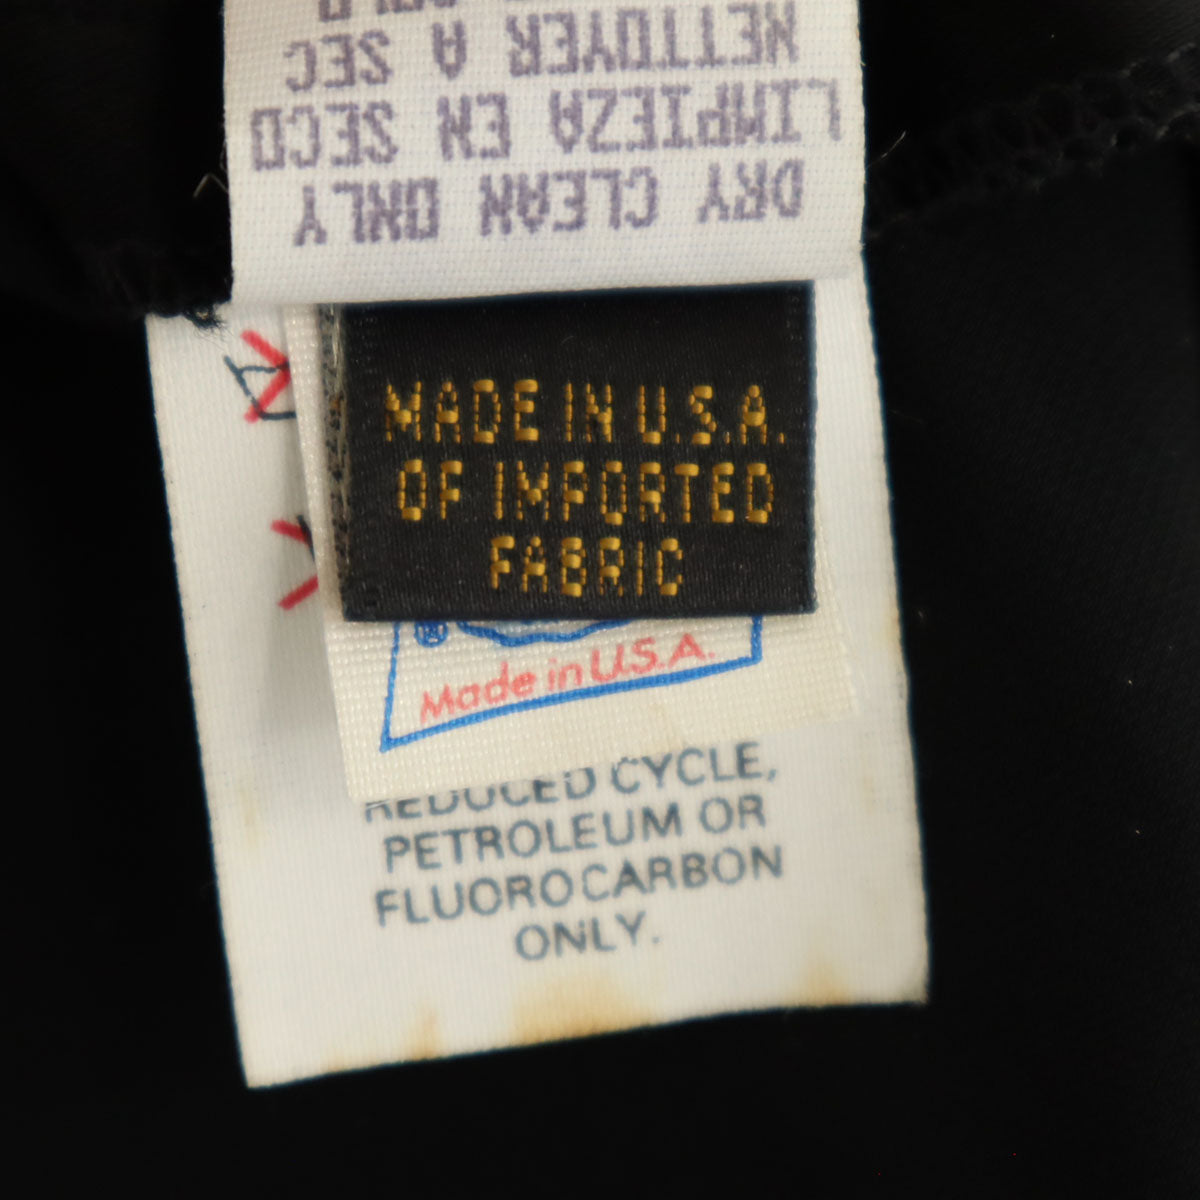 DRY CLEAN ONLY
LIMPIEZA EN SECO
NETTOYER A SEC
MADE IN U.S.A.
OF IMPORTED
FABRIC
®
Made in U.S.A.
REDUCED CYCLE,
PETROLEUM OR
FLUOROCARBON
ONLY.